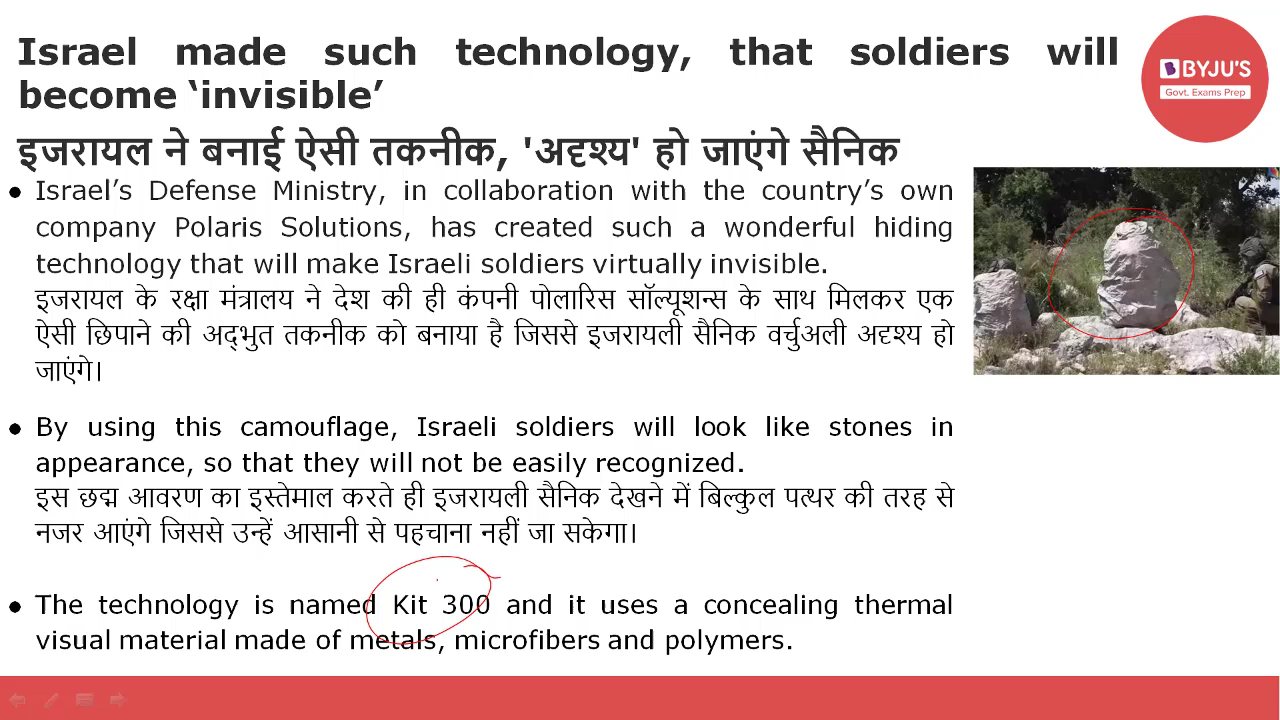 Israel made such technology, that soldiers will
become ‘invisible’
BYJU'S
Govt. Exams Prep
इजरायल ने बनाई ऐसी तकनीक, 'अदृश्य' हो जाएंगे सैनिक
Israel’s Defense Ministry, in collaboration with the country’s own
company Polaris Solutions, has created such a wonderful hiding
technology that will make Israeli soldiers virtually invisible.
इजरायल के रक्षा मंत्रालय ने देश की ही कंपनी पोलारिस सॉल्यूशन्स के साथ मिलकर एक
ऐसी छिपाने की अद्भुत तकनीक को बनाया है जिससे इजरायली सैनिक वर्चुअली अदृश्य हो
जाएंगे।
By using this camouflage, Israeli soldiers will look like stones in
appearance, so that they will not be easily recognized.
इस छद्म आवरण का इस्तेमाल करते ही इजरायली सैनिक देखने में बिल्कुल पत्थर की तरह से
नजर आएंगे जिससे उन्हें आसानी से पहचाना नहीं जा सकेगा।
The technology is named Kit 300 and it uses a concealing thermal
visual material made of metals, microfibers and polymers.